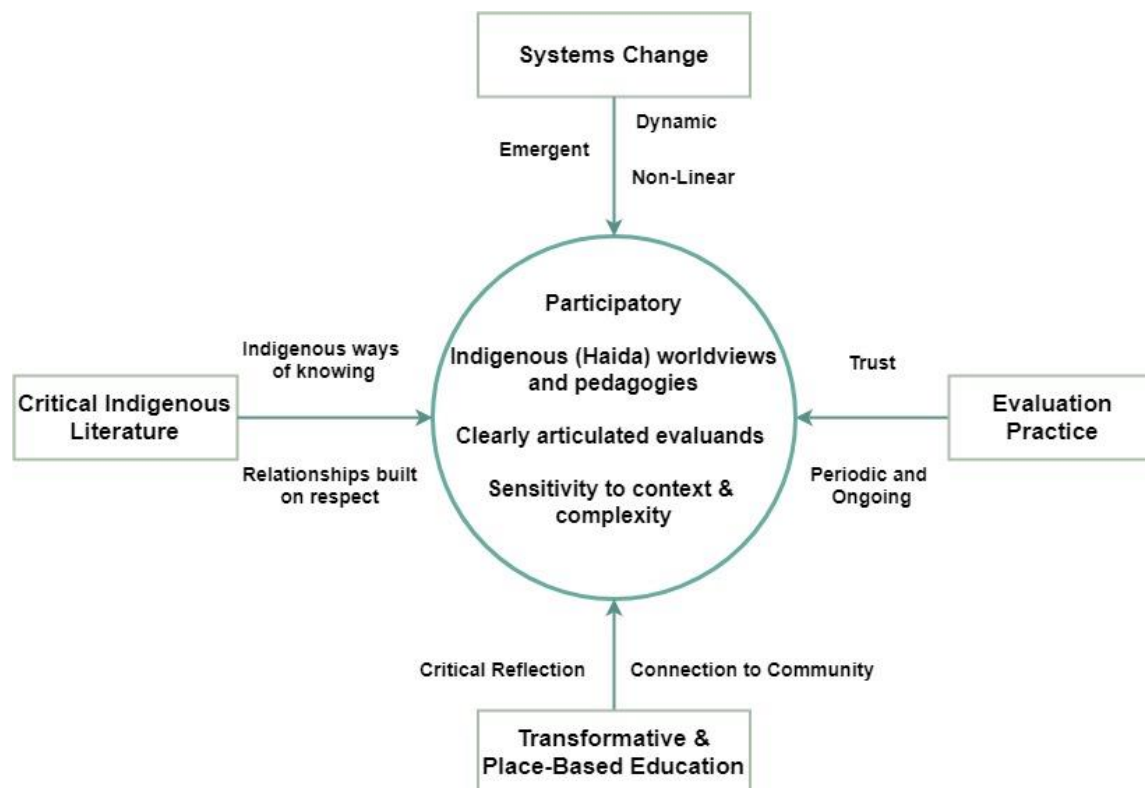 Systems Change
Dynamic
Emergent
Non-Linear
Participatory
Indigenous ways
of knowing
Indigenous (Haida) worldviews
and pedagogies
Trust
Critical Indigenous
Literature
Clearly articulated evaluands
Evaluation
Practice
Relationships built
on respect
Sensitivity to context &
complexity
Periodic and
Ongoing
Critical Reflection
Connection to Community
Transformative &
Place-Based Education